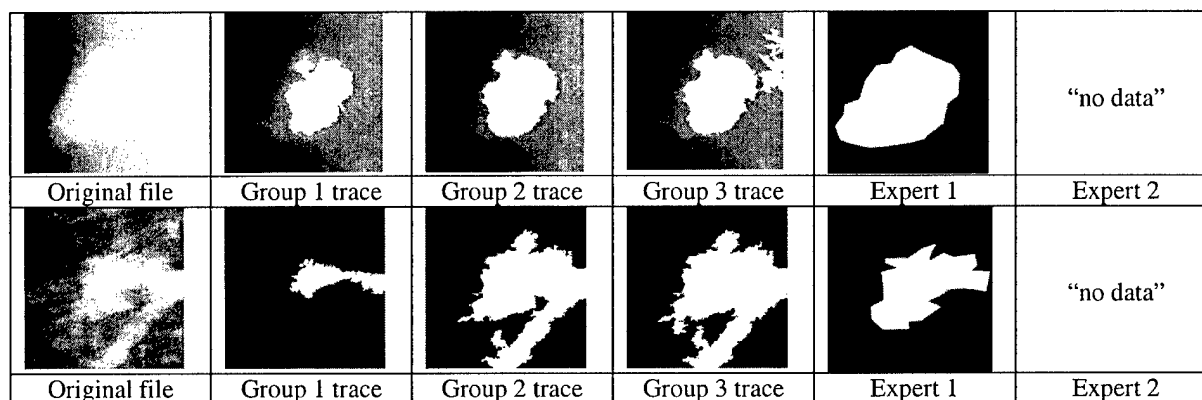 “no data”
Original file Group 1 trace Group 2 trace Group 3 trace Expert 1 Expert 2
“no data”
Original file Group 1 trace Group 2 trace Group 3 trace Expert 1 Expert 2